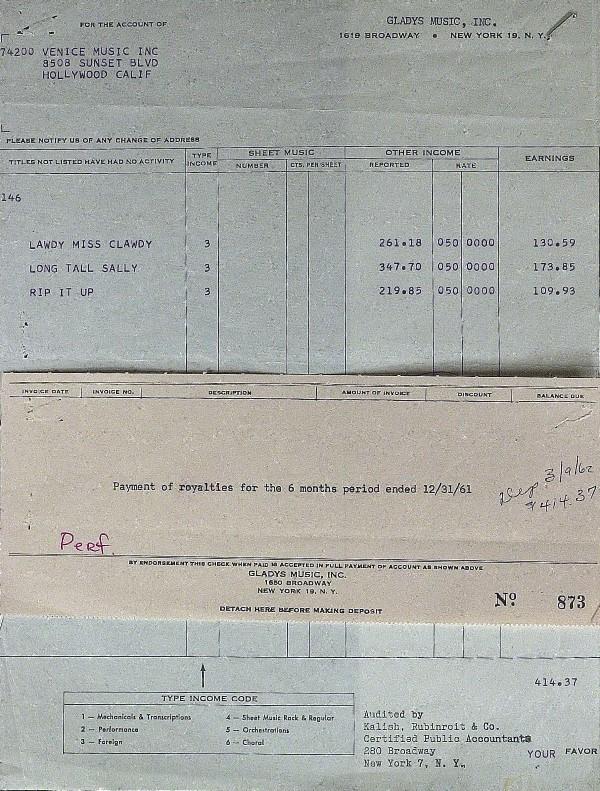 FOR THE ACCOUNT OF
GLADYS MUSIC, INC.
1619 BROADWAY • NEW YORK 19, N. Y.
74200 VENICE MUSIC INC
8508 SUNSET BLVD
HOLLYWOOD CALIF
PLEASE NOTIFY US OF ANY CHANGE OF ADDRESS
TITLES NOT LISTED HAVE HAD NO ACTIVITY TYPE INCOME SHEET MUSIC NUMBER CTS. PER SHEET OTHER INCOME REPORTED RATE EARNINGS
146
LAWDY MISS CLAWDY 3 261.18 050 0000 130.59
LONG TALL SALLY 3 347.70 050 0000 173.85
RIP IT UP 3 219.85 050 0000 109.93
INVOICE DATE INVOICE NO. DESCRIPTION AMOUNT OF INVOICE DISCOUNT BALANCE DUE
Payment of royalties for the 6 months period ended 12/31/61
Dep 3/9/62
$414.37
Perf.
BY ENDORSEMENT THIS CHECK WHEN PAID IS ACCEPTED IN FULL PAYMENT OF ACCOUNT AS SHOWN ABOVE
GLADYS MUSIC, INC.
1650 BROADWAY
NEW YORK 19, N. Y.
No 873
DETACH HERE BEFORE MAKING DEPOSIT
414.37
TYPE INCOME CODE
1 — Mechanicals & Transcriptions 4 — Sheet Music Rack & Regular
2 — Performance 5 — Orchestrations
3 — Foreign 6 — Choral
Audited by
Kalish, Rubinroit & Co.
Certified Public Accountants
280 Broadway
New York 7, N. Y.
YOUR FAVOR